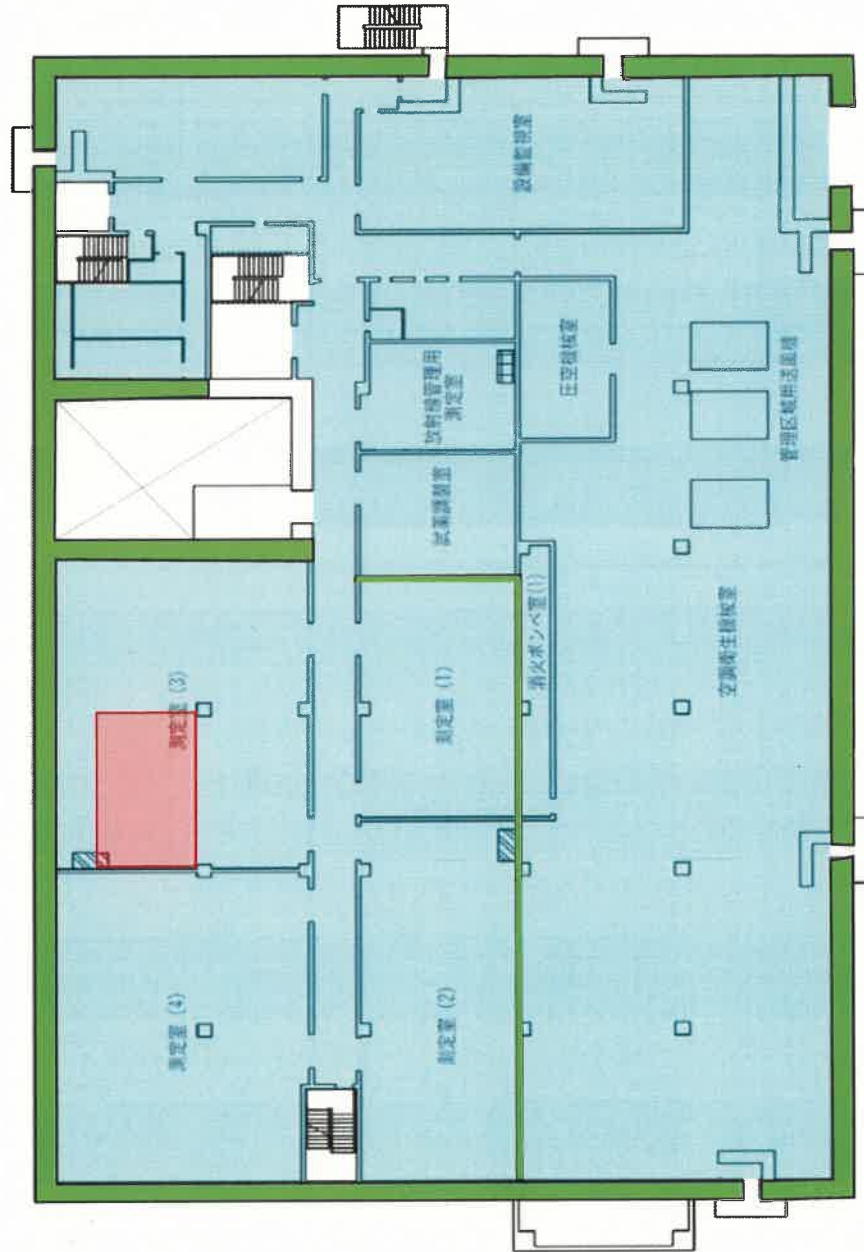 設備監視室
放射線管理用
測定室
圧空機械室
管理区域用送風機
試薬調製室
消火ボンベ室(1)
空調衛生機械室
測定室 (3)
測定室 (1)
測定室 (4)
測定室 (2)